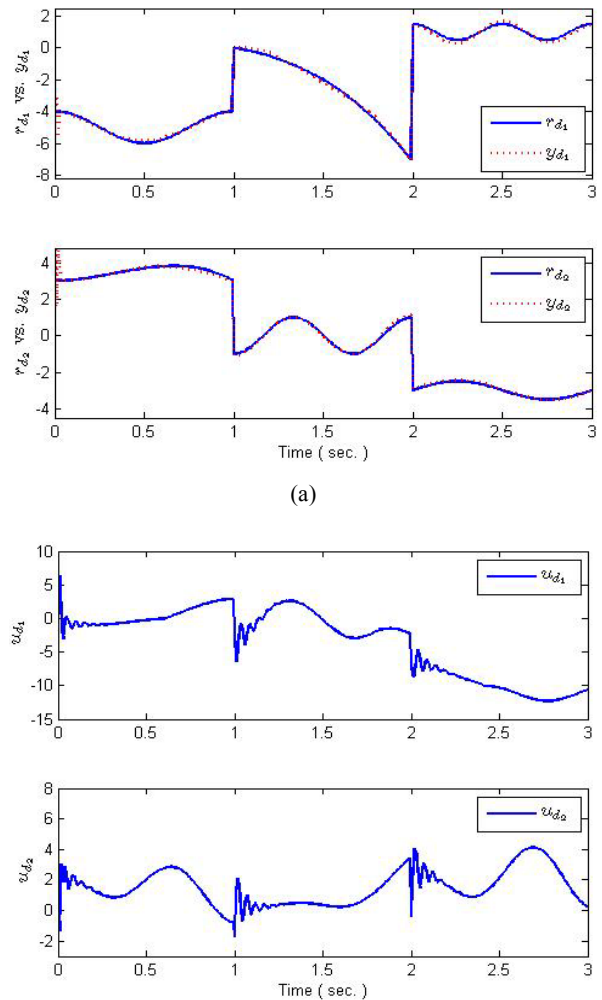 2
0
-2
-4
-6
-8
r_{d_1} vs. y_{d_1}
r_{d_1}
y_{d_1}
0 0.5 1 1.5 2 2.5 3
4
2
0
-2
-4
r_{d_2} vs. y_{d_2}
r_{d_2}
y_{d_2}
0 0.5 1 1.5 2 2.5 3
Time ( sec. )
(a)
10
5
0
-5
-10
-15
u_{d_1}
u_{d_1}
0 0.5 1 1.5 2 2.5 3
8
6
4
2
0
-2
u_{d_2}
u_{d_2}
0 0.5 1 1.5 2 2.5 3
Time ( sec. )